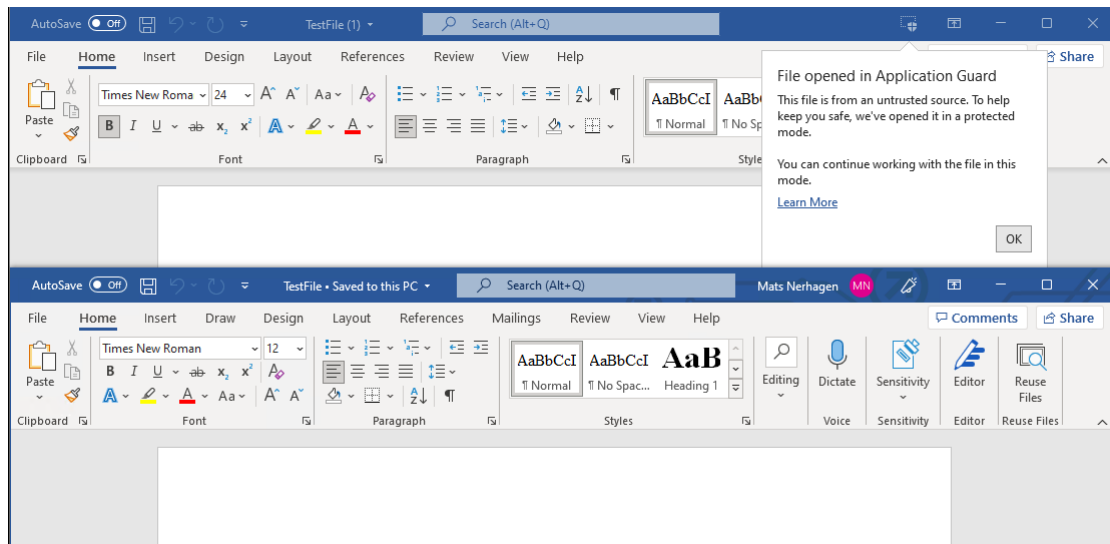 AutoSave Off TestFile (1) Search (Alt+Q)
File Home Insert Design Layout References Review View Help Share
Times New Roma 24 A A Aa A
Paste B I U ab x₂ x² A A
AaBbCcI AaBb
¶ Normal ¶ No Sp
Clipboard Font Paragraph Style
File opened in Application Guard
This file is from an untrusted source. To help
keep you safe, we've opened it in a protected
mode.
You can continue working with the file in this
mode.
Learn More
OK
AutoSave Off TestFile • Saved to this PC Search (Alt+Q) Mats Nerhagen MN
File Home Insert Draw Design Layout References Mailings Review View Help Comments Share
Times New Roman 12
Paste B I U ab x₂ x² A
A A Aa A A
AaBbCcI AaBbCcI AaB
¶ Normal ¶ No Spac... Heading 1
Editing Dictate Sensitivity Editor Reuse
Files
Clipboard Font Paragraph Styles Voice Sensitivity Editor Reuse Files